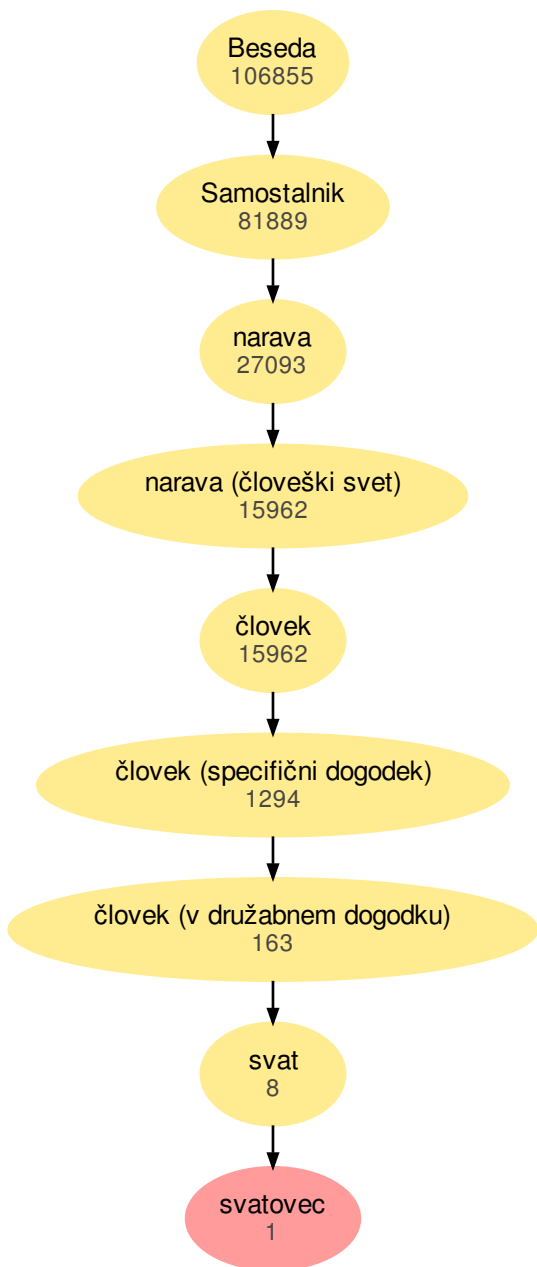 Beseda
106855
Samostalnik
81889
narava
27093
narava (človeški svet)
15962
človek
15962
človek (specifični dogodek)
1294
človek (v družabnem dogodku)
163
svat
8
svatovec
1